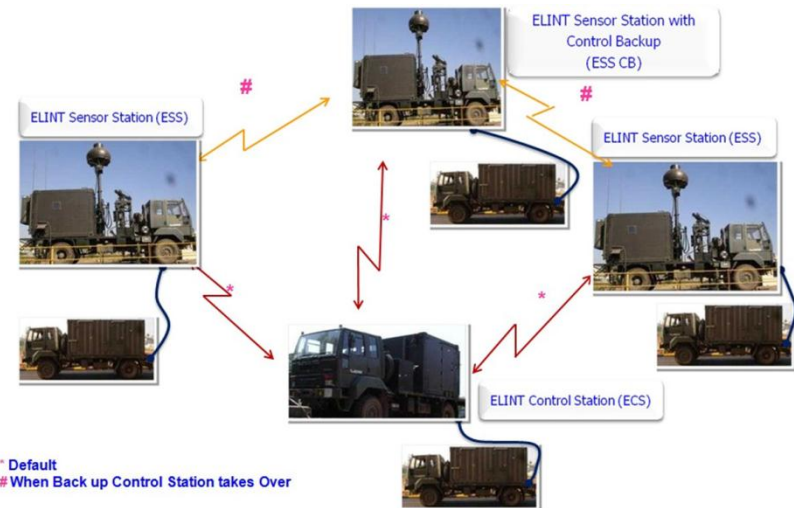 ELINT Sensor Station with
Control Backup
(ESS CB)
#
#
ELINT Sensor Station (ESS)
ELINT Sensor Station (ESS)
*
*
*
ELINT Control Station (ECS)
* Default
# When Back up Control Station takes Over